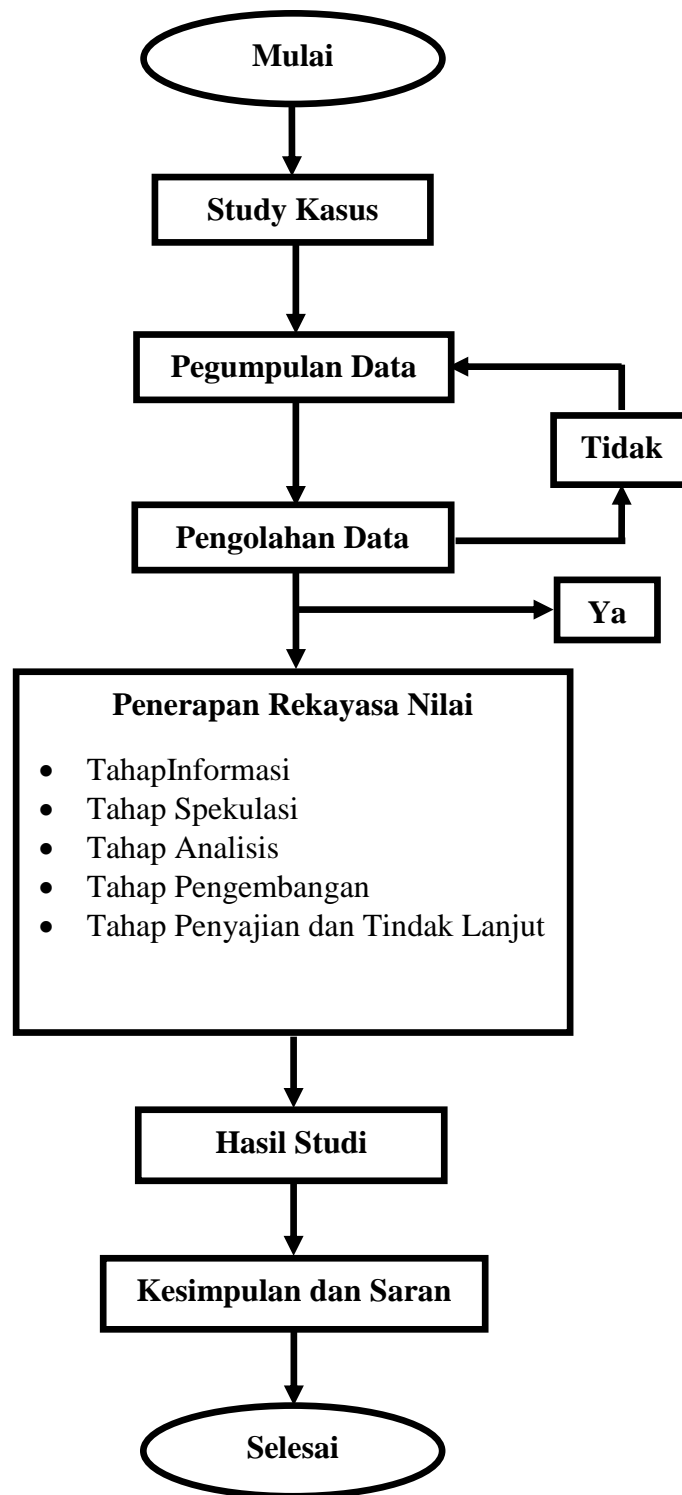 Mulai
Study Kasus
Pegumpulan Data
Tidak
Pengolahan Data
Ya
Penerapan Rekayasa Nilai
• TahapInformasi
• Tahap Spekulasi
• Tahap Analisis
• Tahap Pengembangan
• Tahap Penyajian dan Tindak Lanjut
Hasil Studi
Kesimpulan dan Saran
Selesai